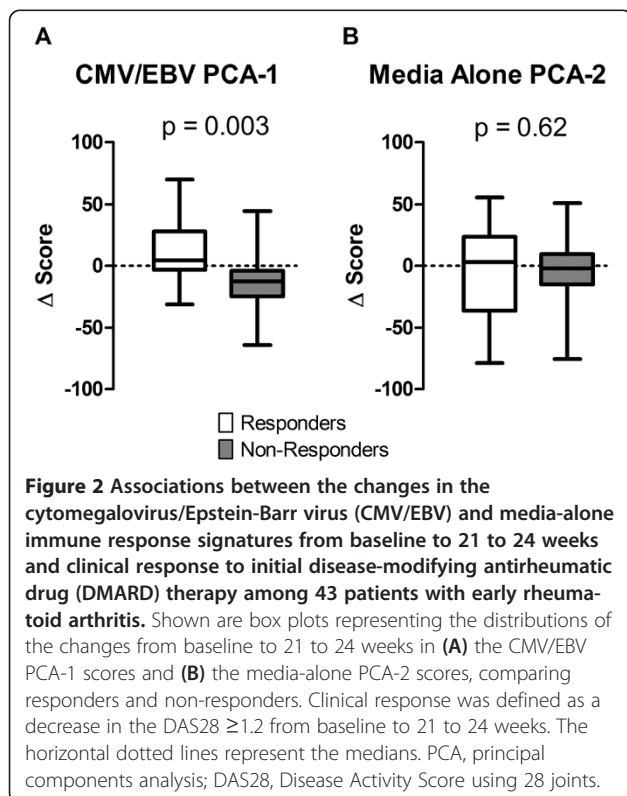 A
B
CMV/EBV PCA-1
Media Alone PCA-2
p = 0.003
p = 0.62
100
50
0
-50
-100
Δ Score
100
50
0
-50
-100
Δ Score
Responders
Non-Responders
Figure 2 Associations between the changes in the
cytomegalovirus/Epstein-Barr virus (CMV/EBV) and media-alone
immune response signatures from baseline to 21 to 24 weeks
and clinical response to initial disease-modifying antirheumatic
drug (DMARD) therapy among 43 patients with early rheuma-
toid arthritis. Shown are box plots representing the distributions of
the changes from baseline to 21 to 24 weeks in (A) the CMV/EBV
PCA-1 scores and (B) the media-alone PCA-2 scores, comparing
responders and non-responders. Clinical response was defined as a
decrease in the DAS28 ≥1.2 from baseline to 21 to 24 weeks. The
horizontal dotted lines represent the medians. PCA, principal
components analysis; DAS28, Disease Activity Score using 28 joints.